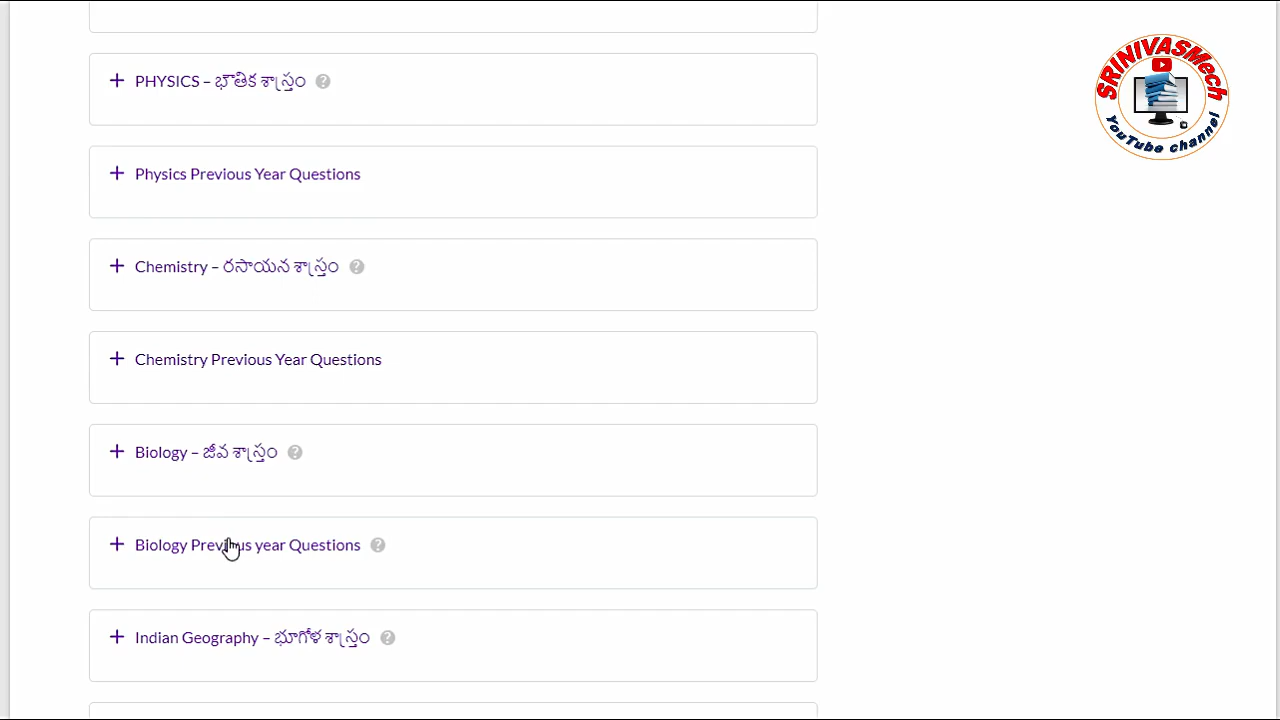 PHYSICS – భౌతిక శాస్త్రం ?
Physics Previous Year Questions
Chemistry – రసాయన శాస్త్రం ?
Chemistry Previous Year Questions
Biology – జీవ శాస్త్రం ?
Biology Previous year Questions ?
Indian Geography – భూగోళ శాస్త్రం ?
SRINIVASMech
YouTube channel